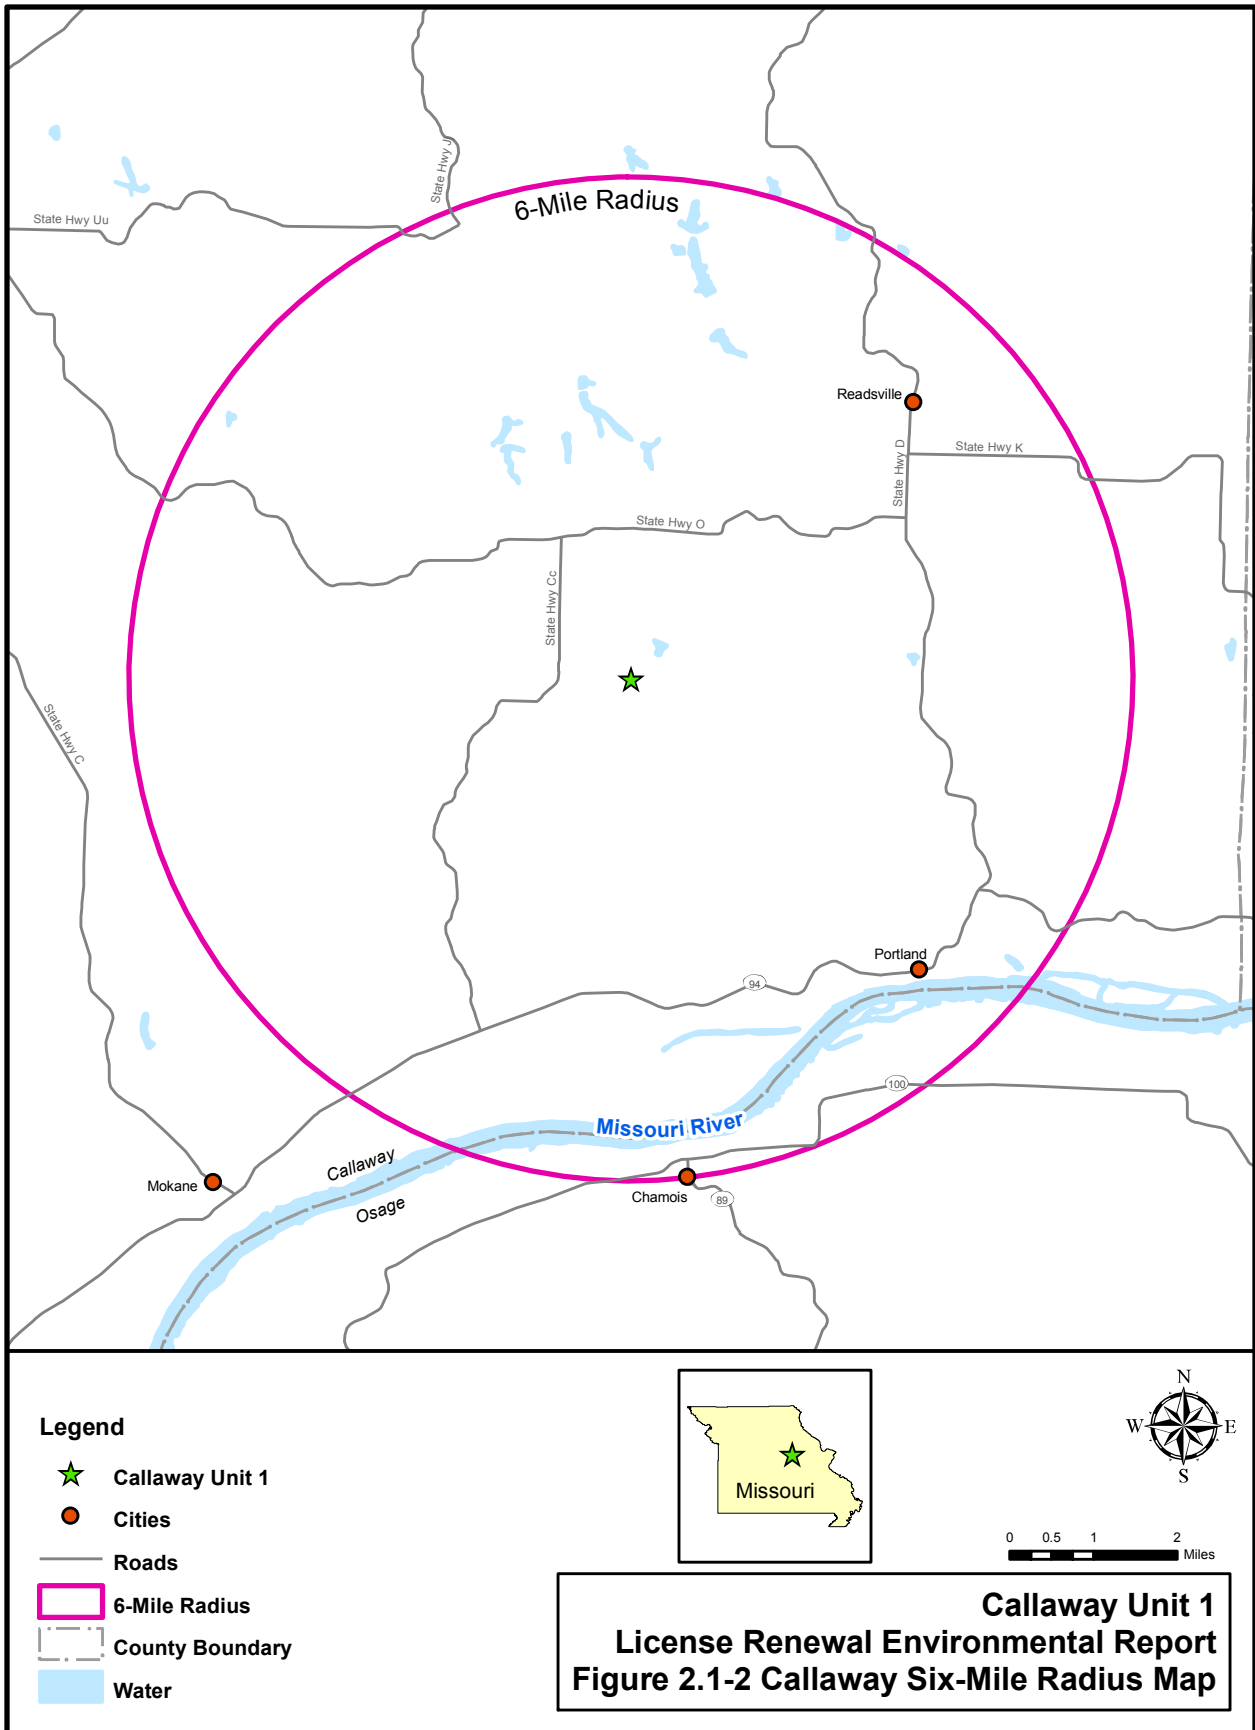 State Hwy J
State Hwy Uu
6-Mile Radius
Readsville
State Hwy D
State Hwy K
State Hwy O
State Hwy Cc
State Hwy C
Portland
94
100
Missouri River
Callaway
Mokane
Osage
Chamois
89
Legend
Callaway Unit 1
Cities
Roads
6-Mile Radius
County Boundary
Water
Missouri
N
W E
S
0 0.5 1 2
Miles
Callaway Unit 1
License Renewal Environmental Report
Figure 2.1-2 Callaway Six-Mile Radius Map